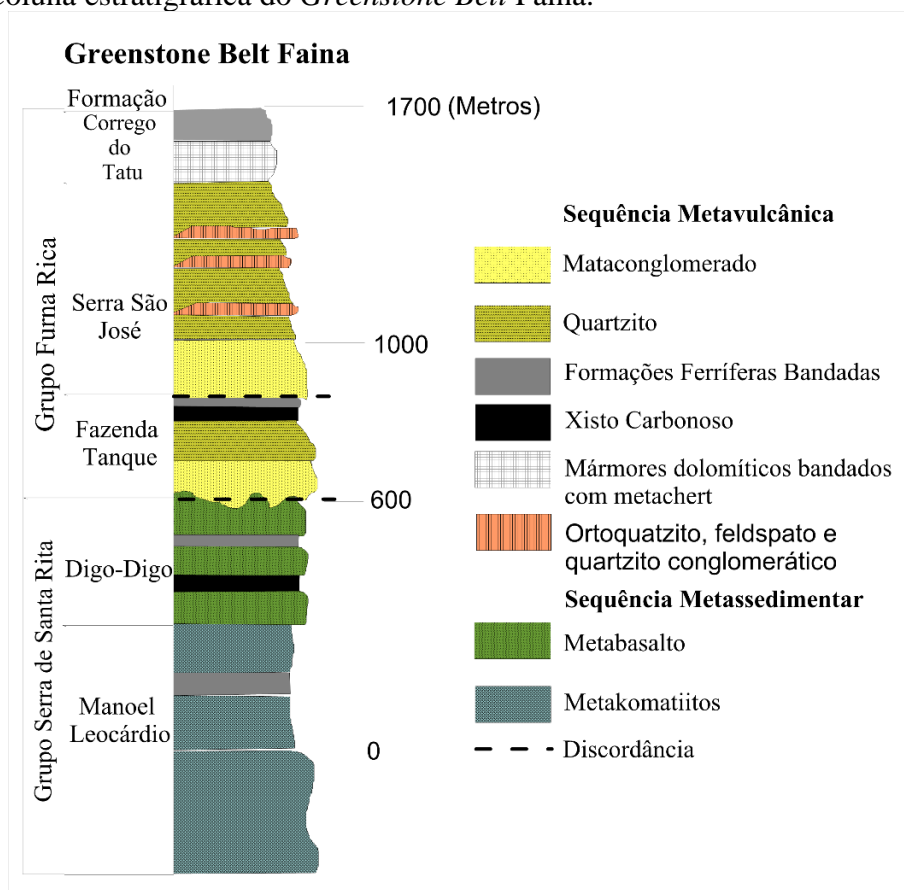 coluna estratigráfica do Greenstone Belt Faina.
Greenstone Belt Faina
Formação
Corrego
do
Tatu
Serra São
José
Fazenda
Tanque
Digo-Digo
Manoel
Leocárdio
Grupo Furna Rica
Grupo Serra de Santa Rita
1700 (Metros)
1000
600
0
Sequência Metavulcânica
Mataconglomerado
Quartzito
Formações Ferríferas Bandadas
Xisto Carbonoso
Mármores dolomíticos bandados
com metachert
Ortoquatzito, feldspato e
quartzito conglomerático
Sequência Metassedimentar
Metabasalto
Metakomatiitos
Discordância